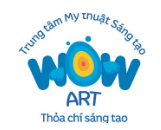 Trung tâm Mỹ thuật Sáng tạo
WOW
ART
Thỏa chí sáng tạo